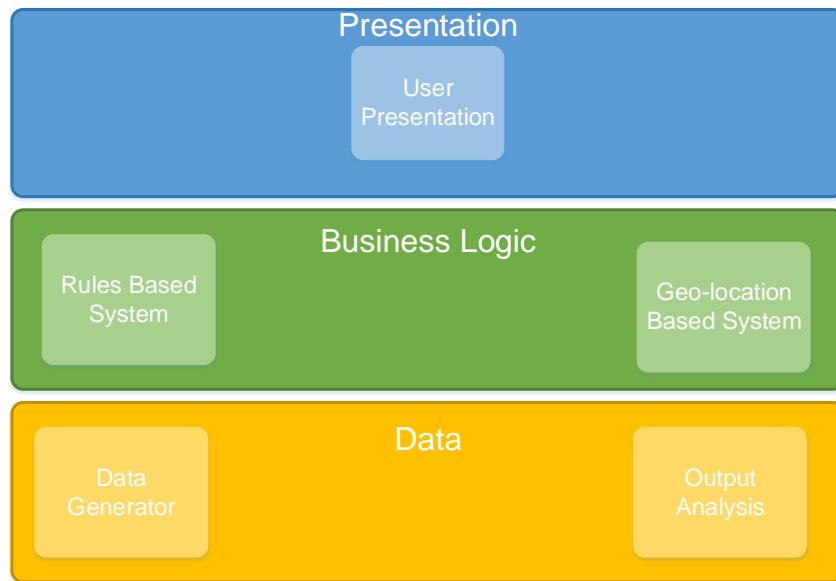 Presentation
User
Presentation
Business Logic
Rules Based
System
Geo-location
Based System
Data
Data
Generator
Output
Analysis